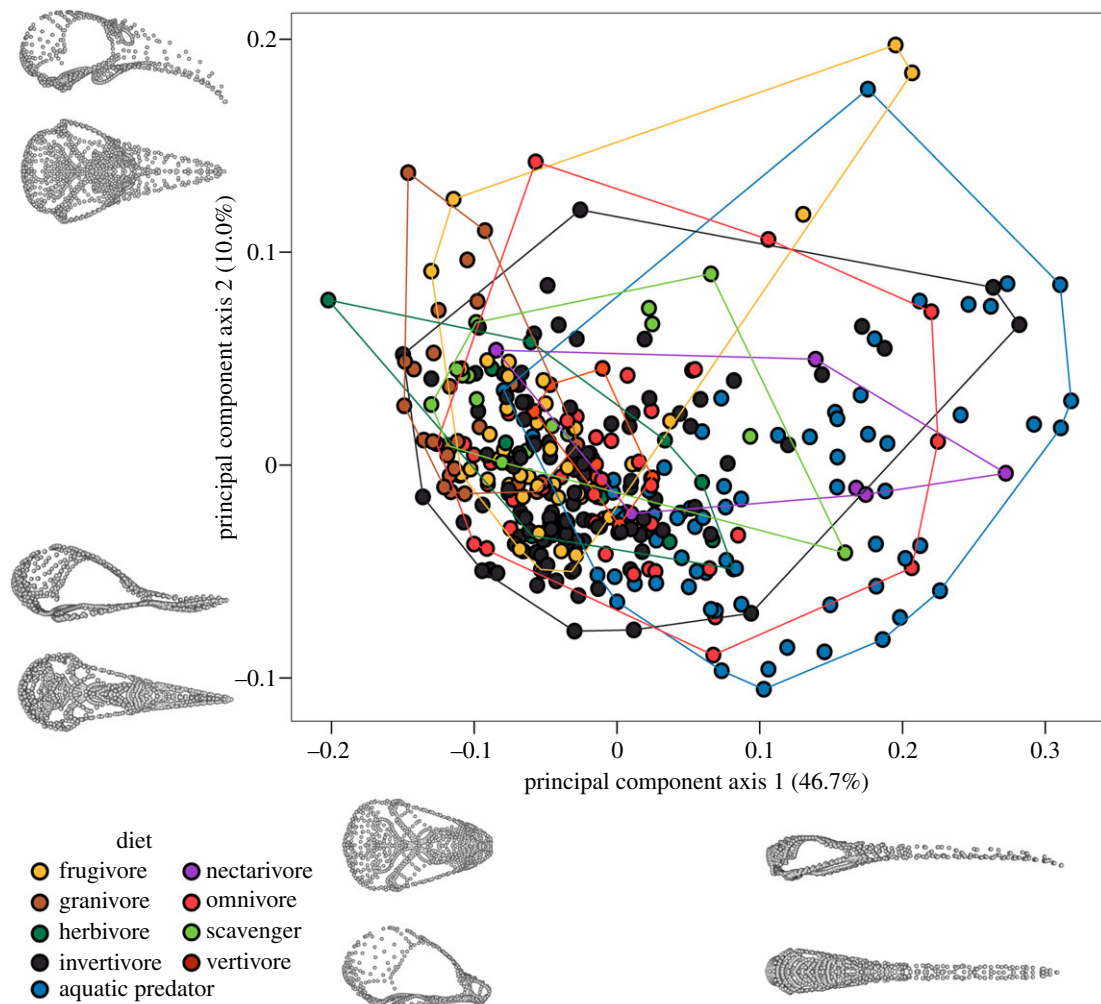 0.2
0.1
0
–0.1
principal component axis 2 (10.0%)
–0.2
–0.1
0
0.1
0.2
0.3
principal component axis 1 (46.7%)
diet
frugivore
granivore
herbivore
invertivore
aquatic predator
nectarivore
omnivore
scavenger
vertivore